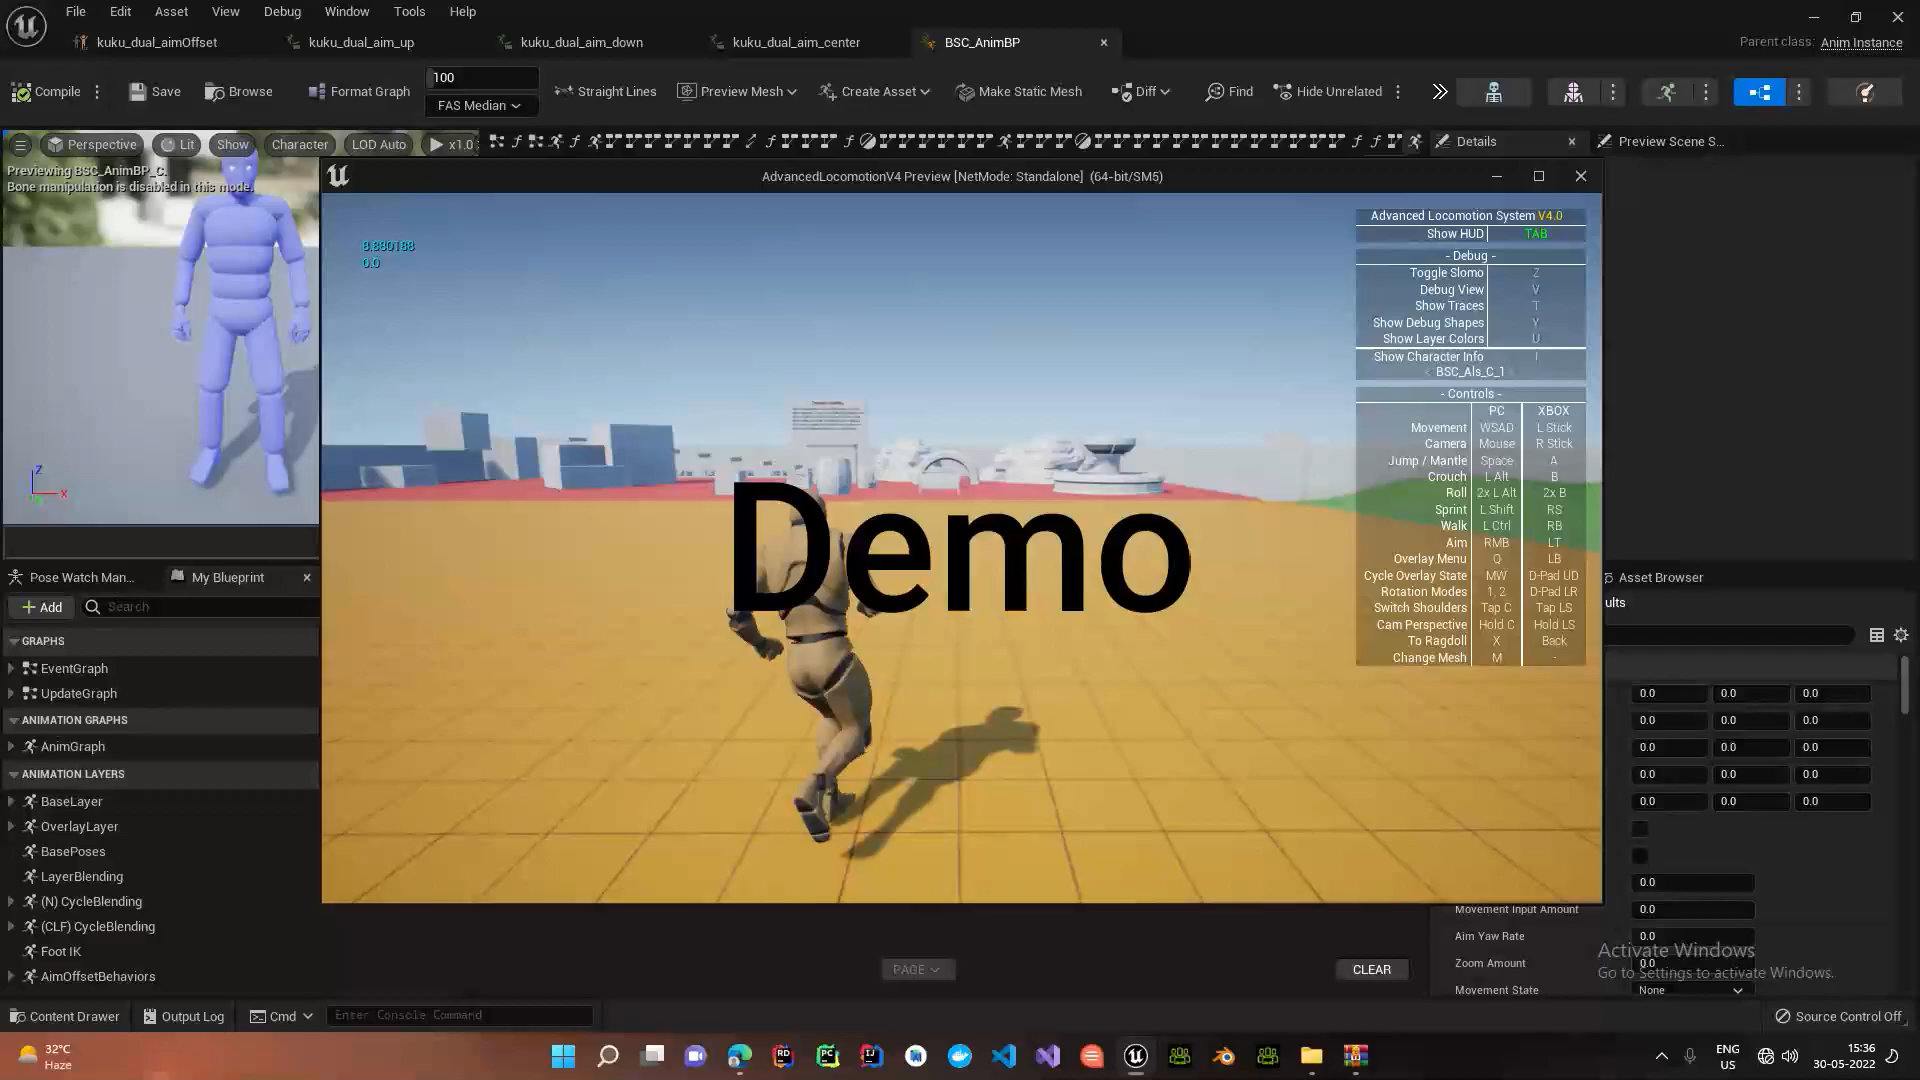 File Edit Asset View Debug Window Tools Help
kuku_dual_aimOffset kuku_dual_aim_up kuku_dual_aim_down kuku_dual_aim_center BSC_AnimBP
Parent class: Anim Instance
Compile Save Browse Format Graph 100 FAS Median Straight Lines Preview Mesh Create Asset Make Static Mesh Diff Find Hide Unrelated
Perspective Lit Show Character LOD Auto x1.0
Details Preview Scene S...
Previewing BSC_AnimBP_C.
Bone manipulation is disabled in this mode.
AdvancedLocomotionV4 Preview [NetMode: Standalone] (64-bit/SM5)
8.880188
0.0
Advanced Locomotion System V4.0
Show HUD TAB
- Debug -
Toggle Slomo Z
Debug View V
Show Traces T
Show Debug Shapes Y
Show Layer Colors U
Show Character Info I
< BSC_Als_C_1
- Controls -
PC XBOX
Movement WSAD L Stick
Camera Mouse R Stick
Jump / Mantle Space A
Crouch L Alt B
Roll 2x L Alt 2x B
Sprint L Shift RS
Walk L Ctrl RB
Aim RMB LT
Overlay Menu Q LB
Cycle Overlay State MW D-Pad UD
Rotation Modes 1, 2 D-Pad LR
Switch Shoulders Tap C Tap LS
Cam Perspective Hold C Hold LS
To Ragdoll X Back
Change Mesh M -
Demo
Z
X
Pose Watch Man... My Blueprint
Add Search
GRAPHS
EventGraph
UpdateGraph
ANIMATION GRAPHS
AnimGraph
ANIMATION LAYERS
BaseLayer
OverlayLayer
BasePoses
LayerBlending
(N) CycleBlending
(CLF) CycleBlending
Foot IK
AimOffsetBehaviors
Asset Browser
ults
0.0 0.0 0.0
0.0 0.0 0.0
0.0 0.0 0.0
0.0 0.0 0.0
0.0 0.0 0.0
0.0
Movement Input Amount 0.0
Aim Yaw Rate 0.0
Zoom Amount 0.0
Movement State None
Activate Windows
Go to Settings to activate Windows.
PAGE CLEAR
Content Drawer Output Log Cmd Enter Console Command Source Control Off
32°C
Haze
ENG
US
15:36
30-05-2022